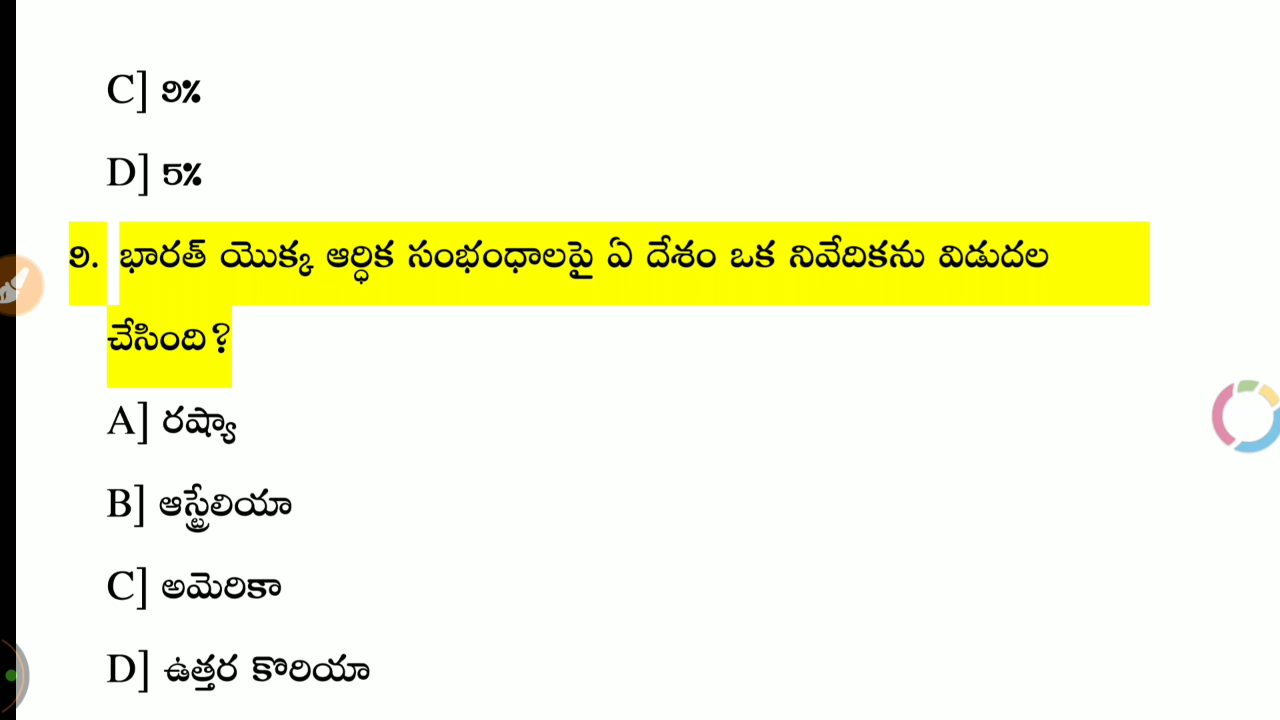 C] 9%
D] 5%
9. భారత్ యొక్క ఆర్ధిక సంభంధాలపై ఏ దేశం ఒక నివేదికను విడుదల
చేసింది?
A] రష్యా
B] ఆస్ట్రేలియా
C] అమెరికా
D] ఉత్తర కొరియా